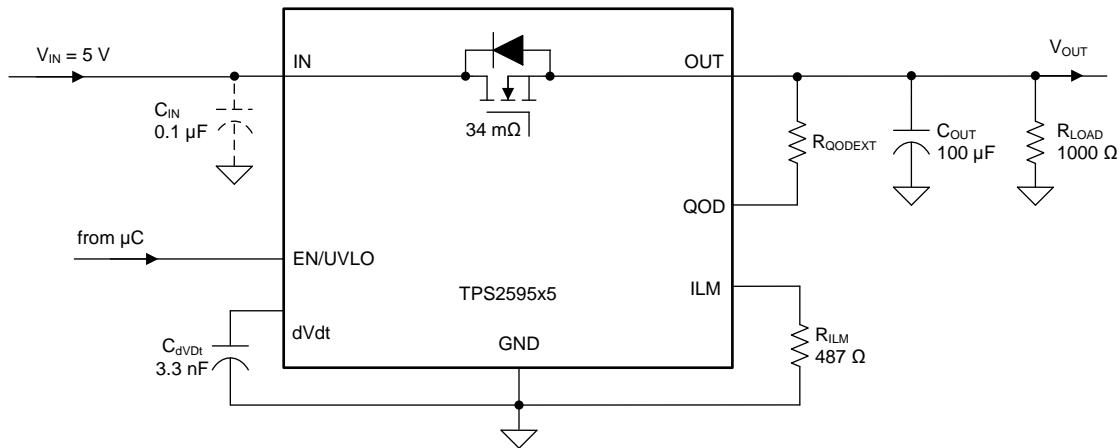 V_IN = 5 V
IN
OUT
V_OUT
C_IN
0.1 µF
34 mΩ
R_QODEXT
C_OUT
100 µF
R_LOAD
1000 Ω
QOD
from µC
EN/UVLO
TPS2595x5
ILM
dVdt
GND
C_dVDt
3.3 nF
R_ILM
487 Ω